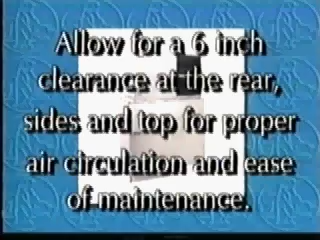 Allow for a 6 inch
clearance at the rear,
sides and top for proper
air circulation and ease
of maintenance.